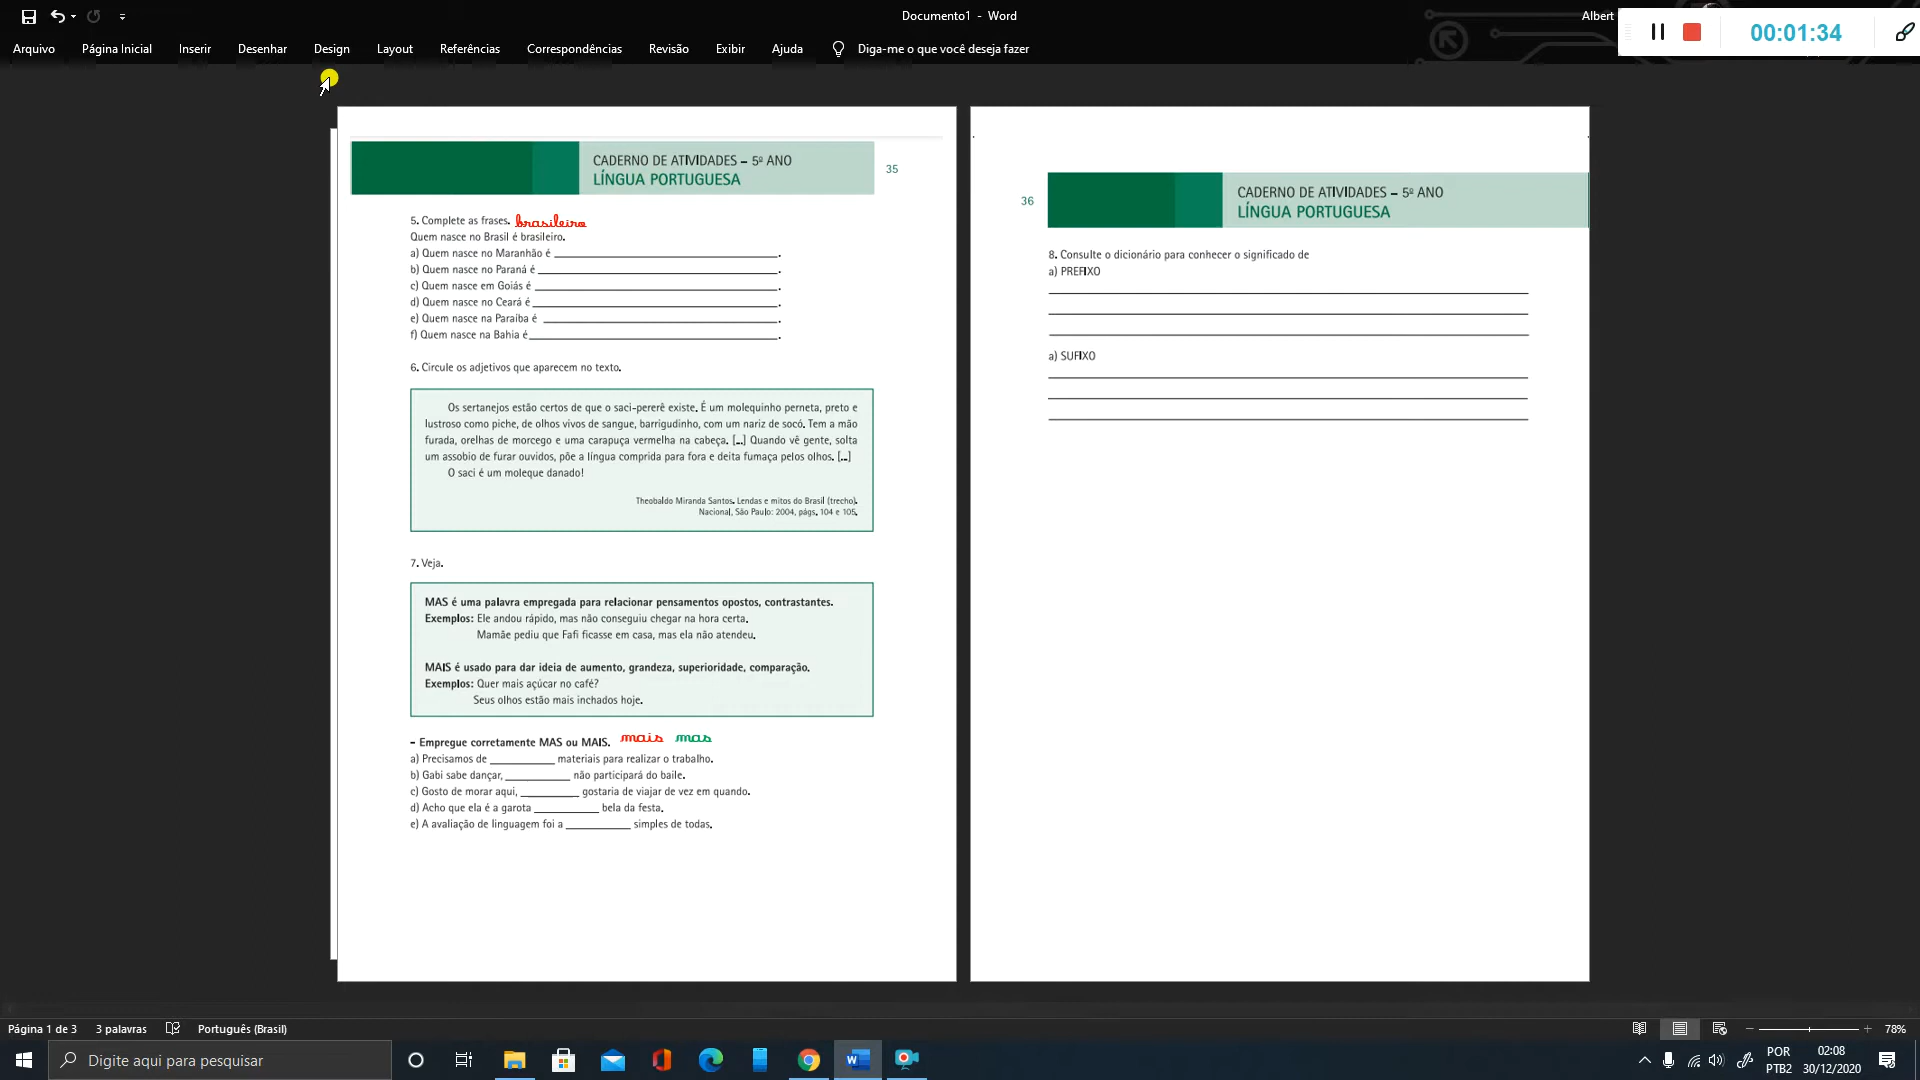 Documento1 - Word
Albert
00:01:34
Arquivo Página Inicial Inserir Desenhar Design Layout Referências Correspondências Revisão Exibir Ajuda Diga-me o que você deseja fazer
CADERNO DE ATIVIDADES – 5º ANO
LÍNGUA PORTUGUESA
35
5. Complete as frases. brasileiro
Quem nasce no Brasil é brasileiro.
a) Quem nasce no Maranhão é ____________________.
b) Quem nasce no Paraná é ____________________.
c) Quem nasce em Goiás é ____________________.
d) Quem nasce no Ceará é ____________________.
e) Quem nasce na Paraíba é ____________________.
f) Quem nasce na Bahia é ____________________.
6. Circule os adjetivos que aparecem no texto.
Os sertanejos estão certos de que o saci-pererê existe. É um molequinho perneta, preto e
lustroso como piche, de olhos vivos de sangue, barrigudinho, com um nariz de socó. Tem a mão
furada, orelhas de morcego e uma carapuça vermelha na cabeça. [...] Quando vê gente, solta
um assobio de furar ouvidos, põe a língua comprida para fora e deita fumaça pelos olhos. [...]
O saci é um moleque danado!
Theobaldo Miranda Santos. Lendas e mitos do Brasil (trecho).
Nacional, São Paulo: 2004, págs. 104 e 105.
7. Veja.
MAS é uma palavra empregada para relacionar pensamentos opostos, contrastantes.
Exemplos: Ele andou rápido, mas não conseguiu chegar na hora certa.
Mamãe pediu que Fafi ficasse em casa, mas ela não atendeu.
MAIS é usado para dar ideia de aumento, grandeza, superioridade, comparação.
Exemplos: Quer mais açúcar no café?
Seus olhos estão mais inchados hoje.
– Empregue corretamente MAS ou MAIS. mais mas
a) Precisamos de __________ materiais para realizar o trabalho.
b) Gabi sabe dançar, __________ não participará do baile.
c) Gosto de morar aqui, __________ gostaria de viajar de vez em quando.
d) Acho que ela é a garota __________ bela da festa.
e) A avaliação de linguagem foi a __________ simples de todas.
36
CADERNO DE ATIVIDADES – 5º ANO
LÍNGUA PORTUGUESA
8. Consulte o dicionário para conhecer o significado de
a) PREFIXO
a) SUFIXO
Página 1 de 3 3 palavras Português (Brasil)
78%
Digite aqui para pesquisar
POR
PTB2
02:08
30/12/2020